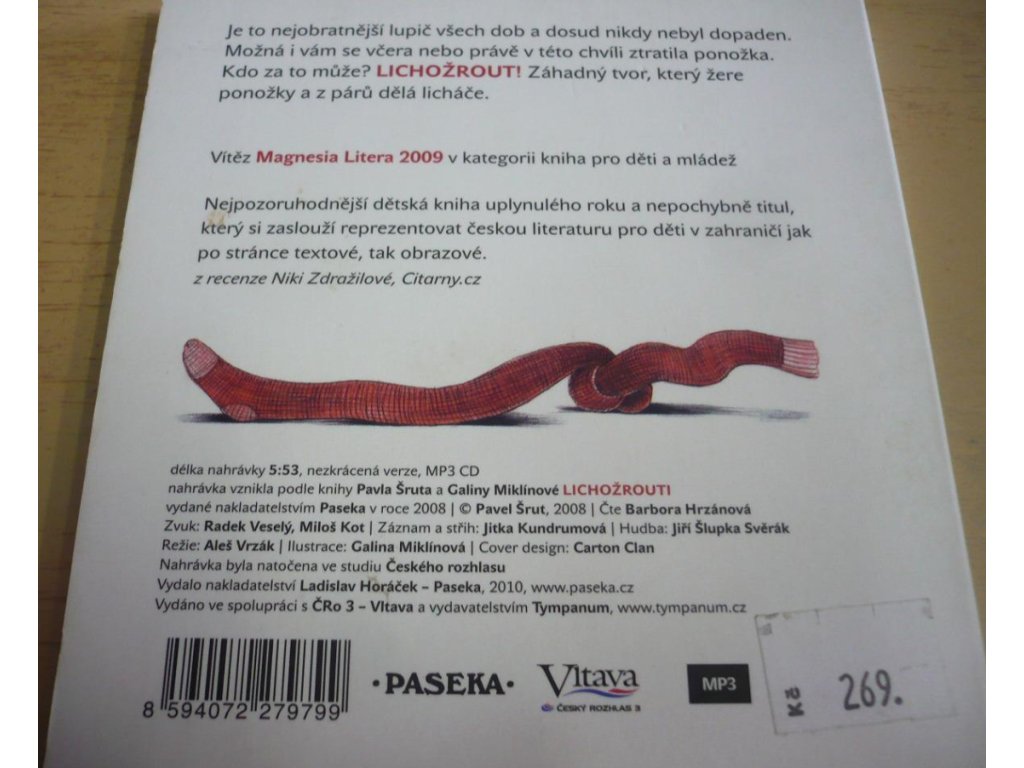 Je to nejobratnější lupič všech dob a dosud nikdy nebyl dopaden.
Možná i vám se včera nebo právě v této chvíli ztratila ponožka.
Kdo za to může? LICHOŽROUT! Záhadný tvor, který žere
ponožky a z párů dělá licháče.
Vítěz Magnesia Litera 2009 v kategorii kniha pro děti a mládež
Nejpozoruhodnější dětská kniha uplynulého roku a nepochybně titul,
který si zaslouží reprezentovat českou literaturu pro děti v zahraničí jak
po stránce textové, tak obrazové.
z recenze Niki Zdražilové, Citarny.cz
délka nahrávky 5:53, nezkrácená verze, MP3 CD
nahrávka vznikla podle knihy Pavla Šruta a Galiny Miklínové LICHOŽROUTI
vydané nakladatelstvím Paseka v roce 2008 | © Pavel Šrut, 2008 | Čte Barbora Hrzánová
Zvuk: Radek Veselý, Miloš Kot | Záznam a střih: Jitka Kundrumová | Hudba: Jiří Šlupka Svěrák
Režie: Aleš Vrzák | Ilustrace: Galina Miklínová | Cover design: Carton Clan
Nahrávka byla natočena ve studiu Českého rozhlasu
Vydalo nakladatelství Ladislav Horáček – Paseka, 2010, www.paseka.cz
Vydáno ve spolupráci s ČRo 3 – Vltava a vydavatelstvím Tympanum, www.tympanum.cz
8 594072 279799
·PASEKA·
Vltava
ČESKÝ ROZHLAS 3
MP3
Kč 269.